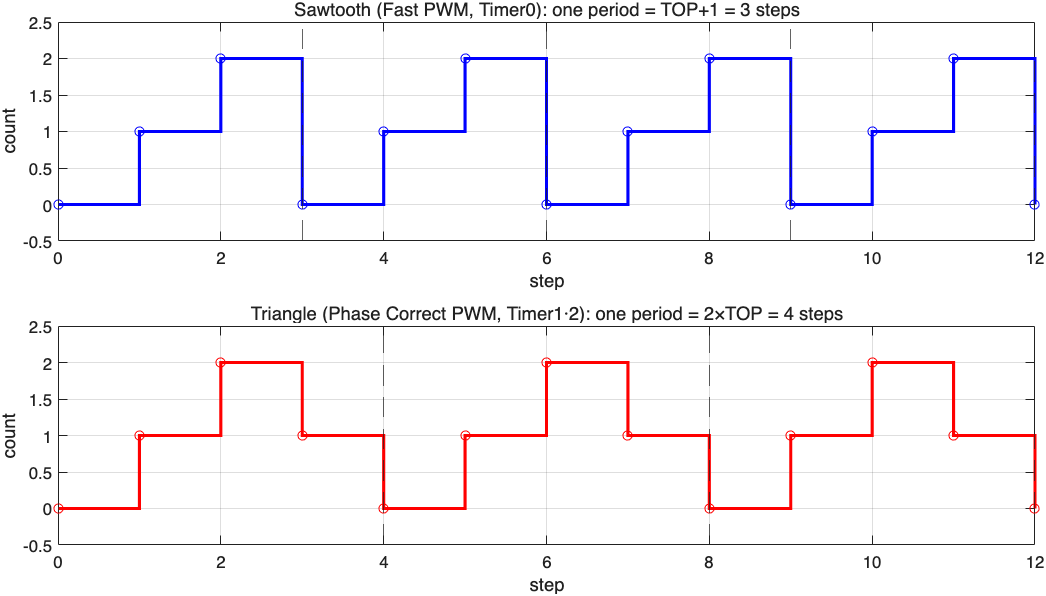 Sawtooth (Fast PWM, Timer0): one period = TOP+1 = 3 steps
2.5
2
1.5
1
0.5
0
-0.5
count
0 2 4 6 8 10 12
step
Triangle (Phase Correct PWM, Timer1·2): one period = 2×TOP = 4 steps
2.5
2
1.5
1
0.5
0
-0.5
count
0 2 4 6 8 10 12
step